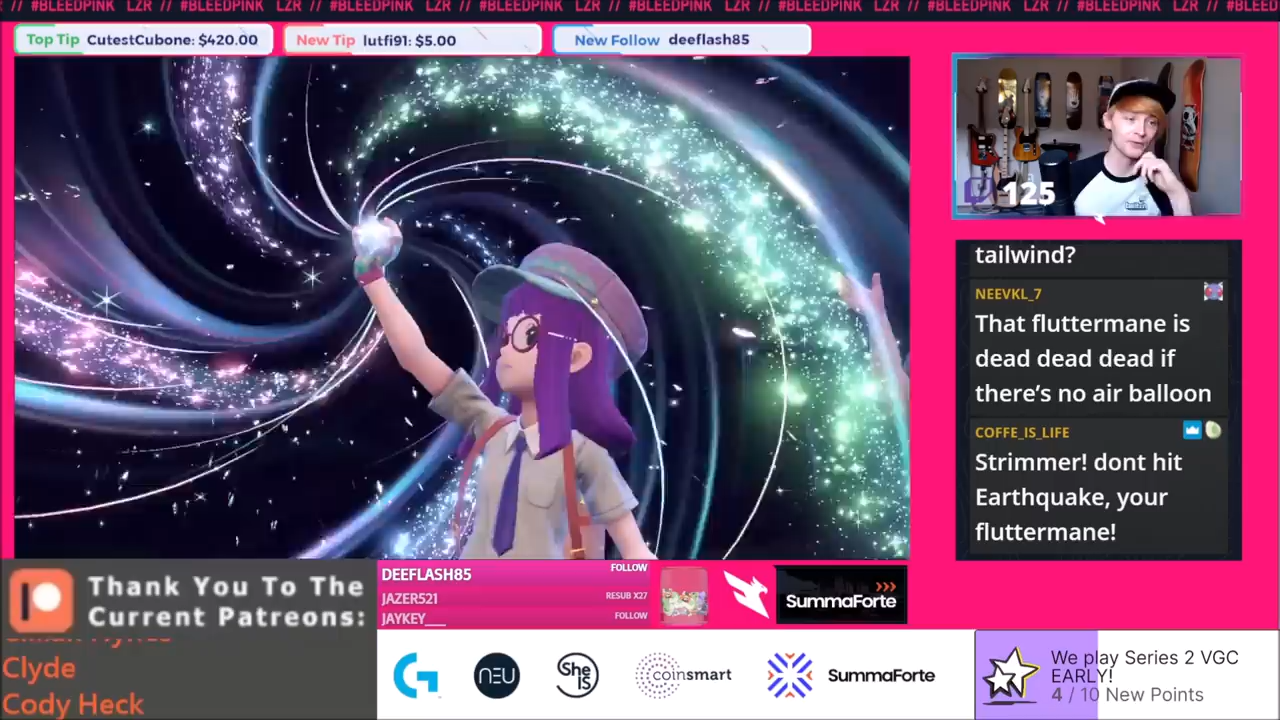 // #BLEEDPINK LZR // #BLEEDPINK LZR // #BLEEDPINK LZR // #BLEEDPINK LZR // #BLEEDPINK LZR // #BLEEDPINK LZR // #BLEEDPINK LZR // #BLEEDPINK LZR // #BLEED
Top Tip CutestCubone: $420.00
New Tip lutfi91: $5.00
New Follow deeflash85
125
tailwind?
NEEVKL_7
That fluttermane is
dead dead dead if
there's no air balloon
COFFE_IS_LIFE
Strimmer! dont hit
Earthquake, your
fluttermane!
Thank You To The
Current Patreons:
Clyde
Cody Heck
DEEFLASH85 FOLLOW
JAZER521 RESUB X27
JAYKEY___ FOLLOW
SummaForte
NEU
She IS
coinsmart
SummaForte
We play Series 2 VGC
EARLY!
4 / 10 New Points